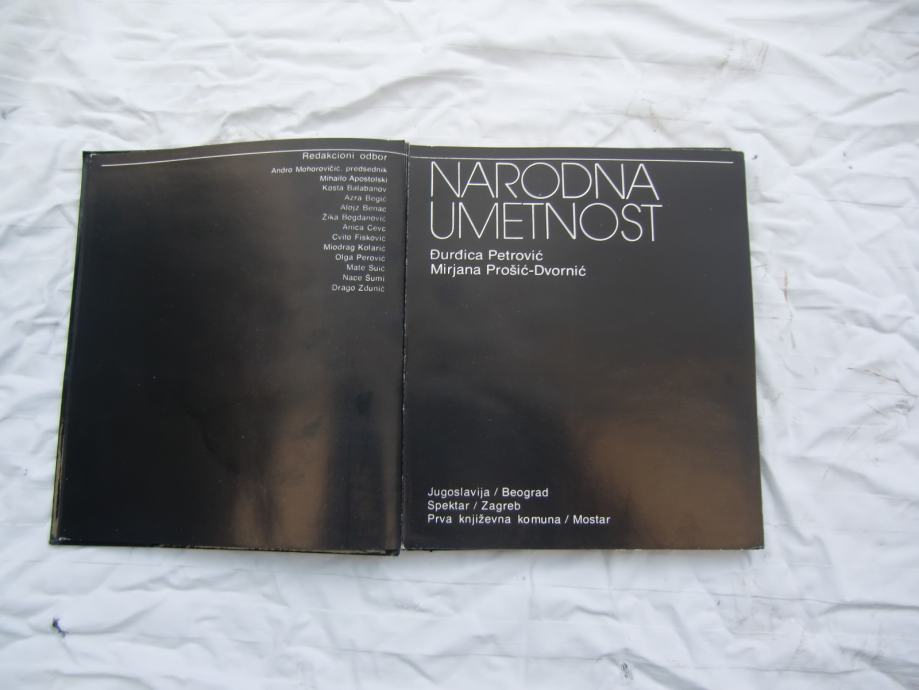 Redakcioni odbor
Andro Mohorovičić, predsednik
Mihailo Apostolski
Kosta Balabanov
Azra Begić
Alojz Benac
Žika Bogdanović
Anica Cevc
Cvito Fisković
Miodrag Kolarić
Olga Perović
Mate Suić
Nace Šumi
Drago Zdunić
NARODNA
UMETNOST
Đurđica Petrović
Mirjana Prošić-Dvornić
Jugoslavija / Beograd
Spektar / Zagreb
Prva književna komuna / Mostar